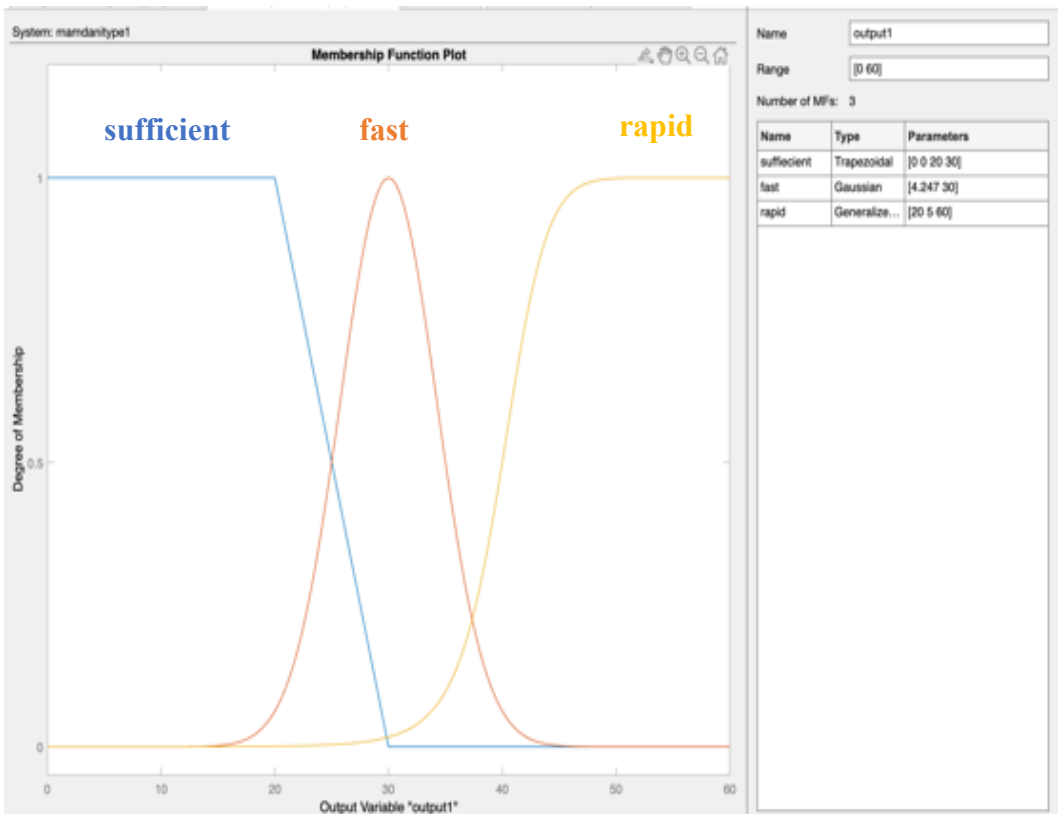 System: mamdanitype1
Membership Function Plot
sufficient fast rapid
1
0.5
0
Degree of Membership
0 10 20 30 40 50 60
Output Variable "output1"
Name output1
Range [0 60]
Number of MFs: 3
Name Type Parameters
suffiecient Trapezoidal [0 0 20 30]
fast Gaussian [4.247 30]
rapid Generalize... [20 5 60]